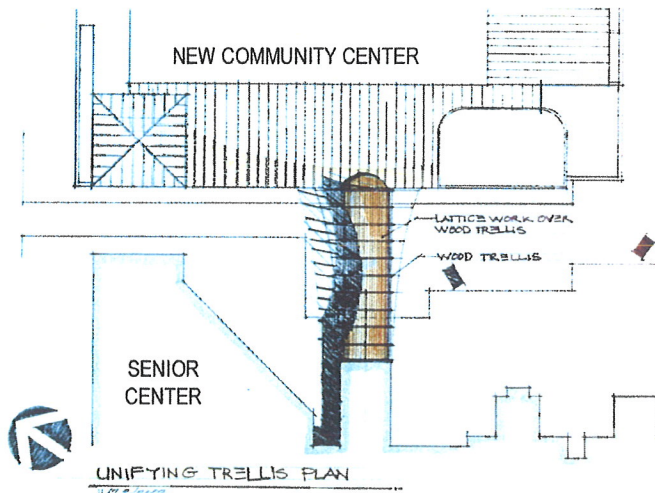 NEW COMMUNITY CENTER
LATTICE WORK OVER
WOOD TRELLIS
WOOD TRELLIS
SENIOR
CENTER
UNIFYING TRELLIS PLAN